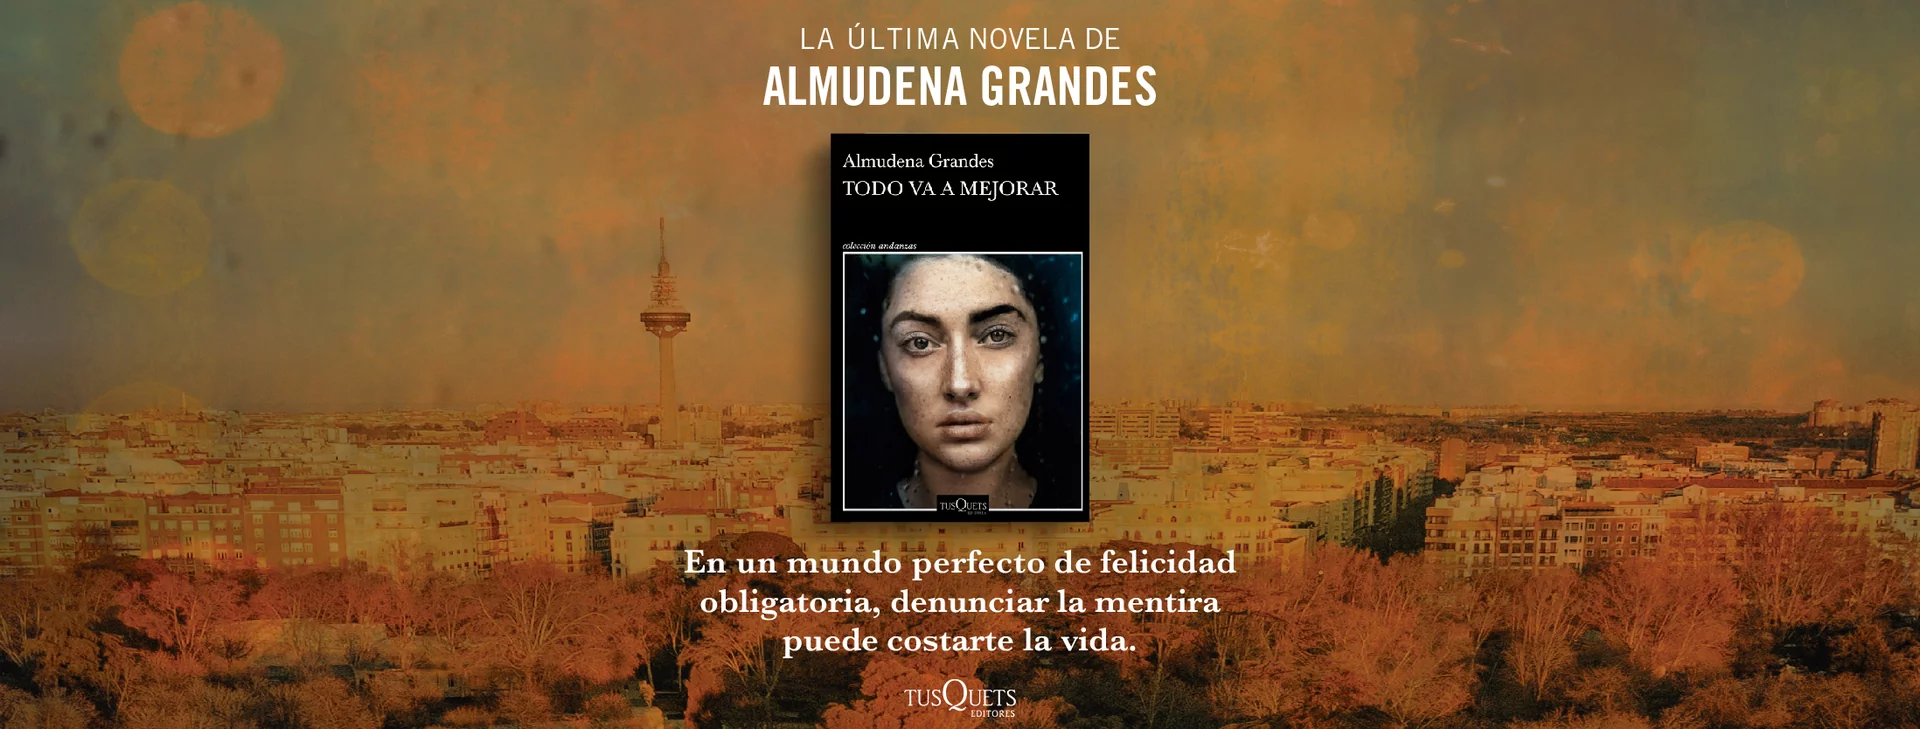 LA ÚLTIMA NOVELA DE
ALMUDENA GRANDES
Almudena Grandes
TODO VA A MEJORAR
colección andanzas
TUSQUETS
En un mundo perfecto de felicidad
obligatoria, denunciar la mentira
puede costarte la vida.
TUSQUETS
EDITORES